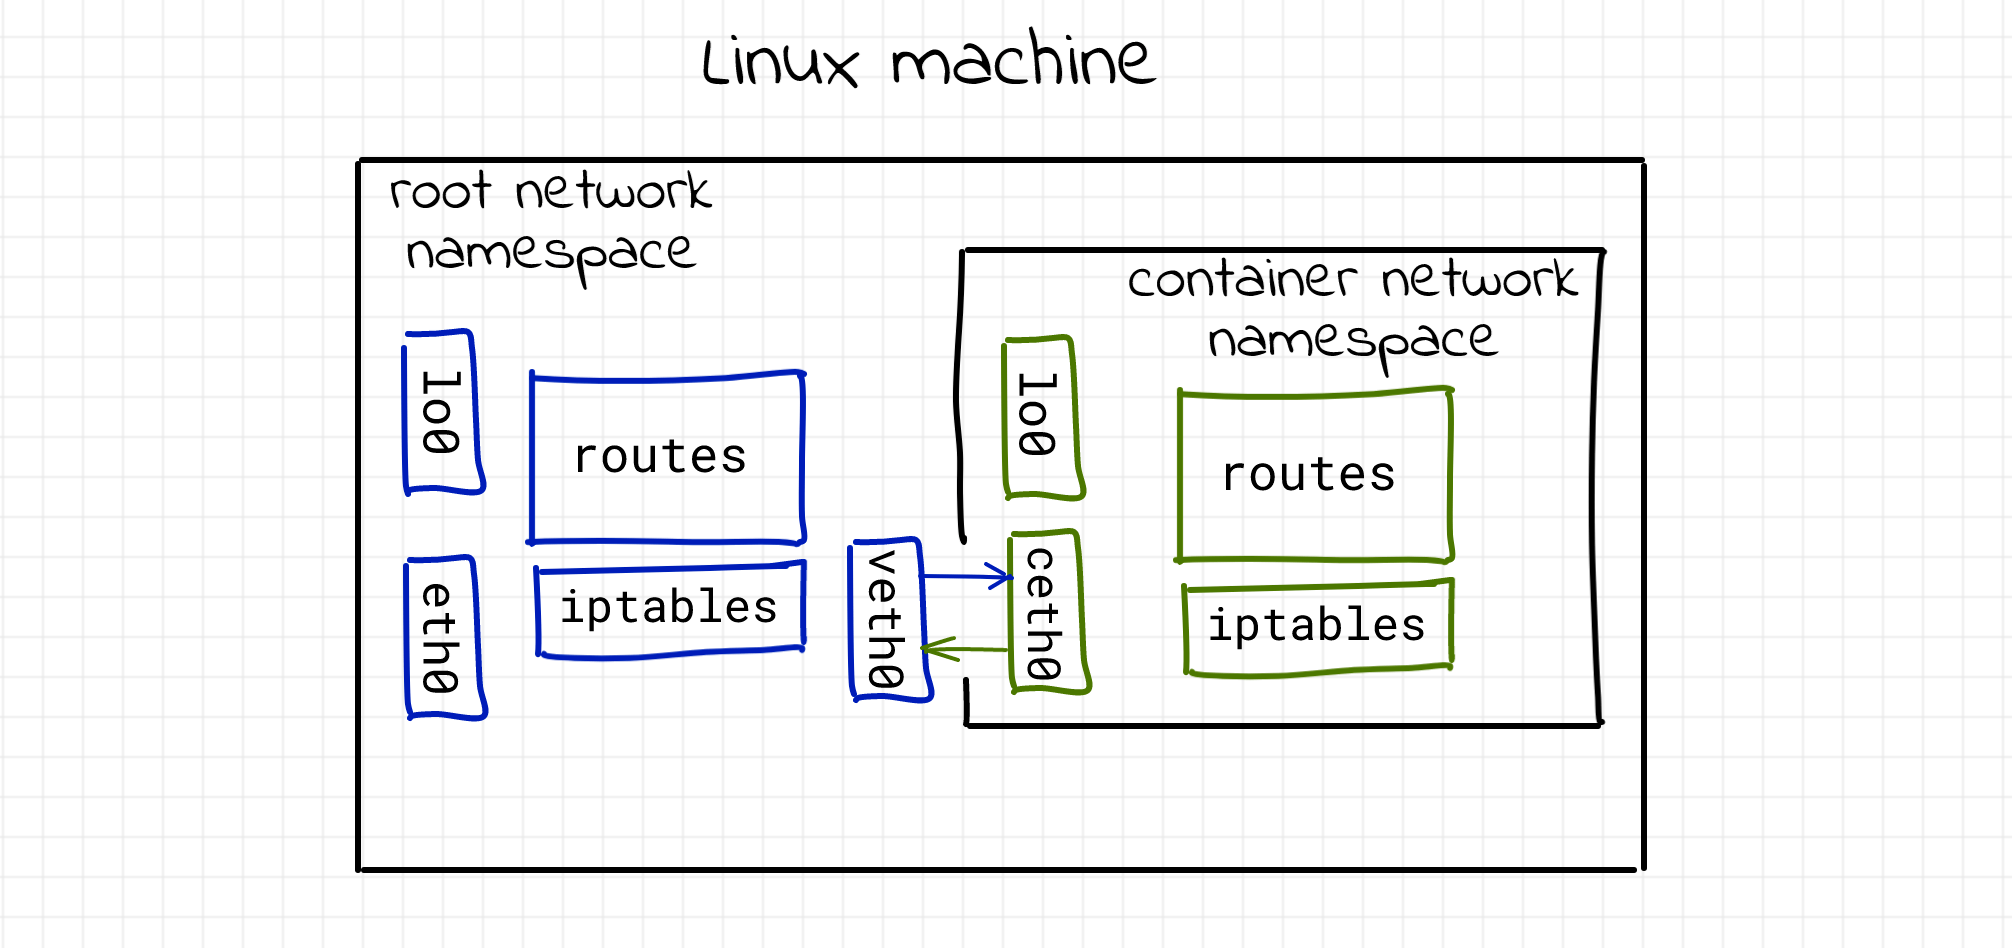 Linux machine
root network
namespace
lo0
routes
eth0
iptables
veth0
container network
namespace
lo0
routes
ceth0
iptables